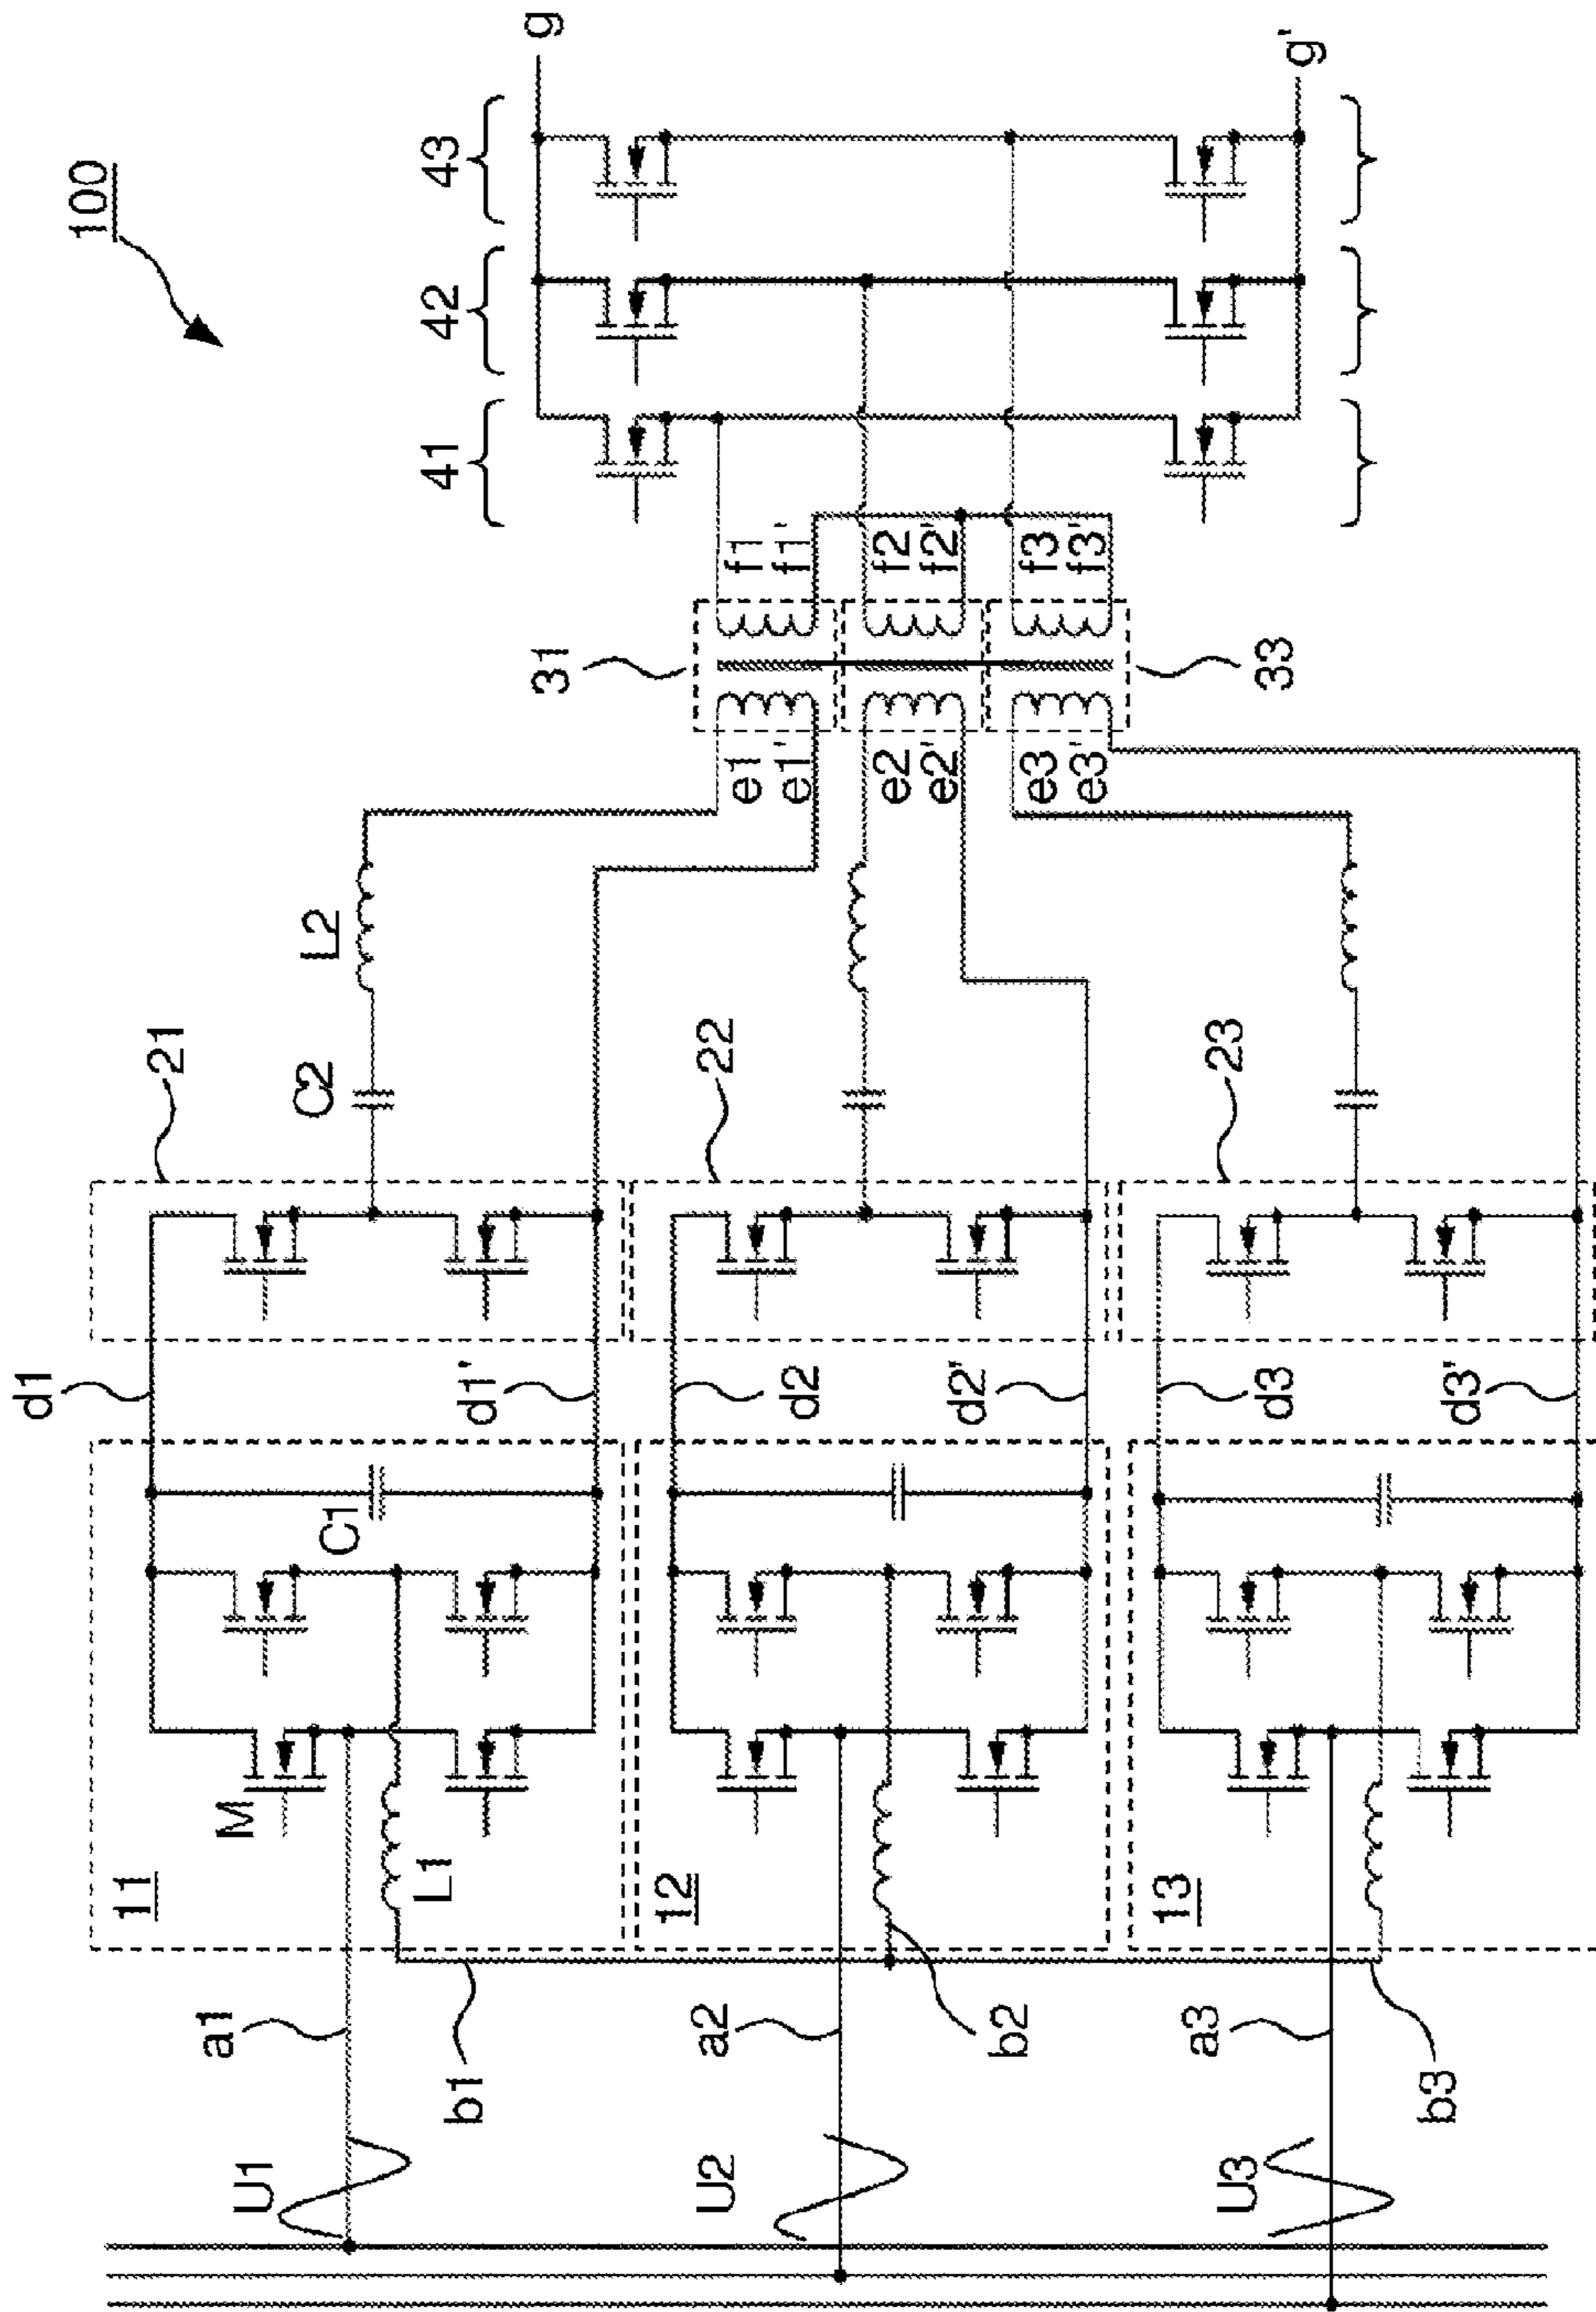 100
g
g'
43
42
41
f1
f1'
f2
f2'
f3
f3'
31
33
e1
e1'
e2
e2'
e3
e3'
L2
C2
21
22
23
d1
d1'
d2
d2'
d3
d3'
C1
M
L1
11
12
13
a1
a2
a3
b1
b2
b3
U1
U2
U3